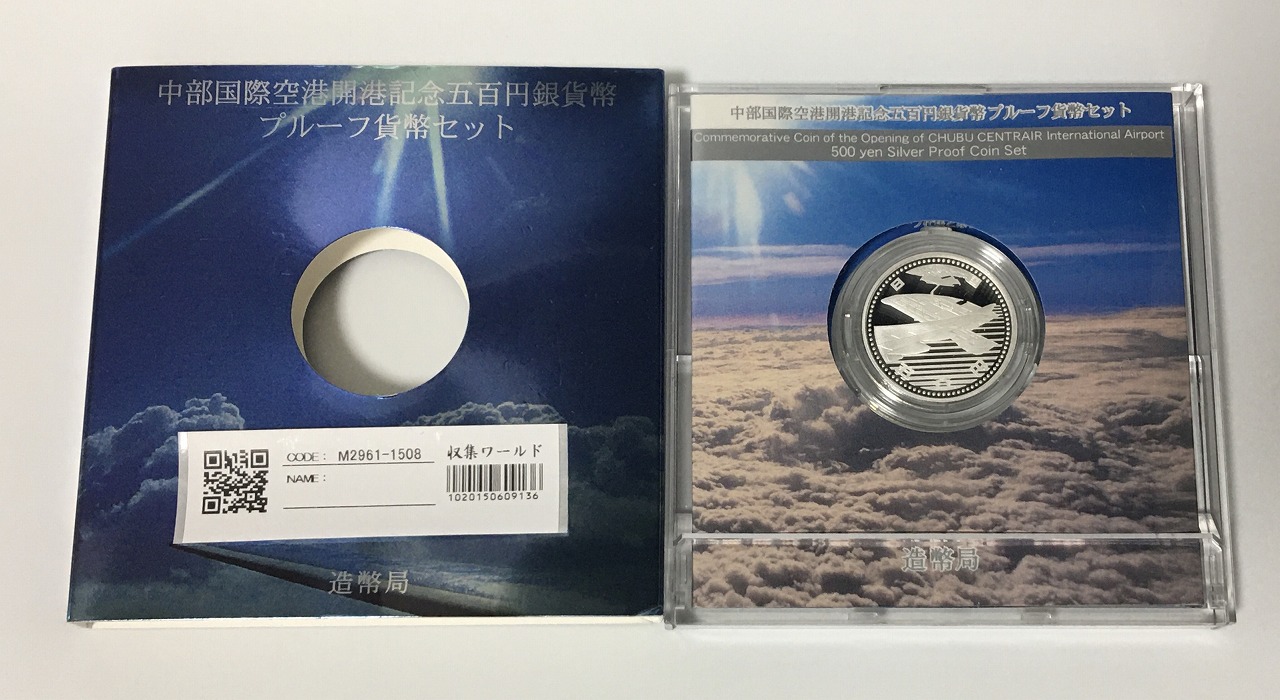 中部国際空港開港記念五百円銀貨幣
プルーフ貨幣セット
CODE: M2961-1508
NAME:
収集ワールド
1020150609136
造幣局
中部国際空港開港記念五百円銀貨幣プルーフ貨幣セット
Commemorative Coin of the Opening of CHUBU CENTRAIR International Airport
500 yen Silver Proof Coin Set
造幣局